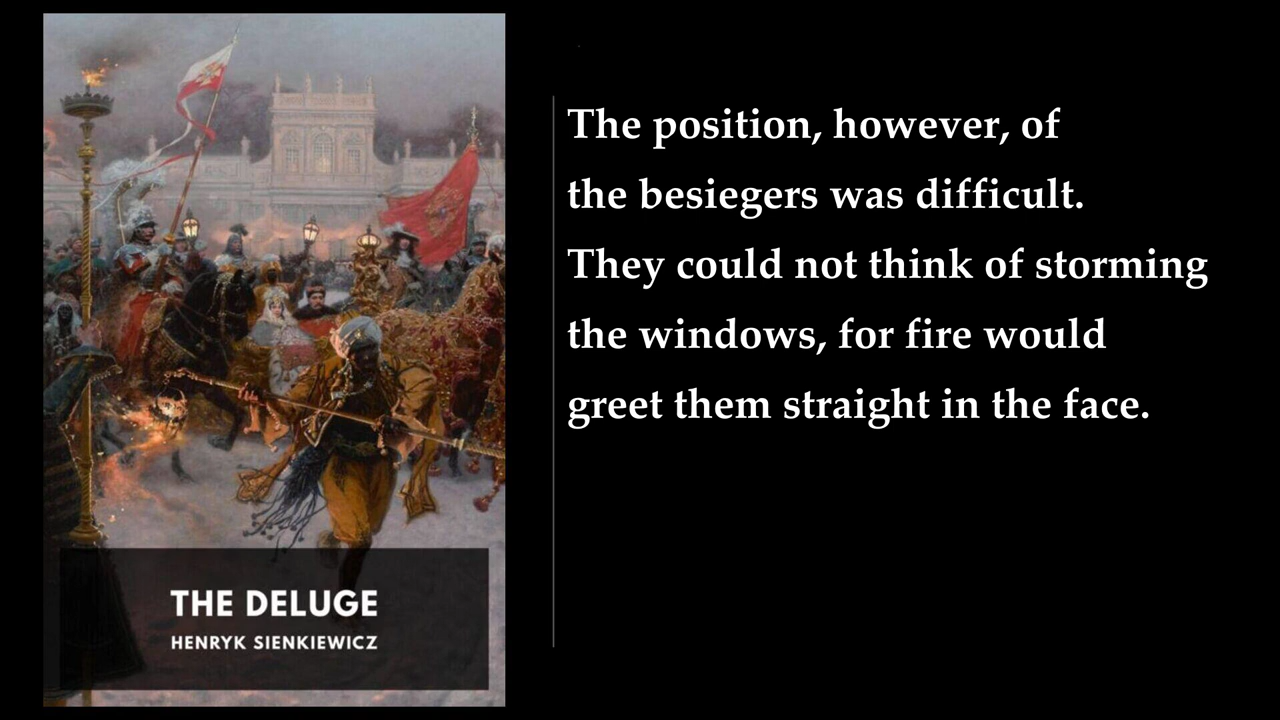 The position, however, of
the besiegers was difficult.
They could not think of storming
the windows, for fire would
greet them straight in the face.
THE DELUGE
HENRYK SIENKIEWICZ